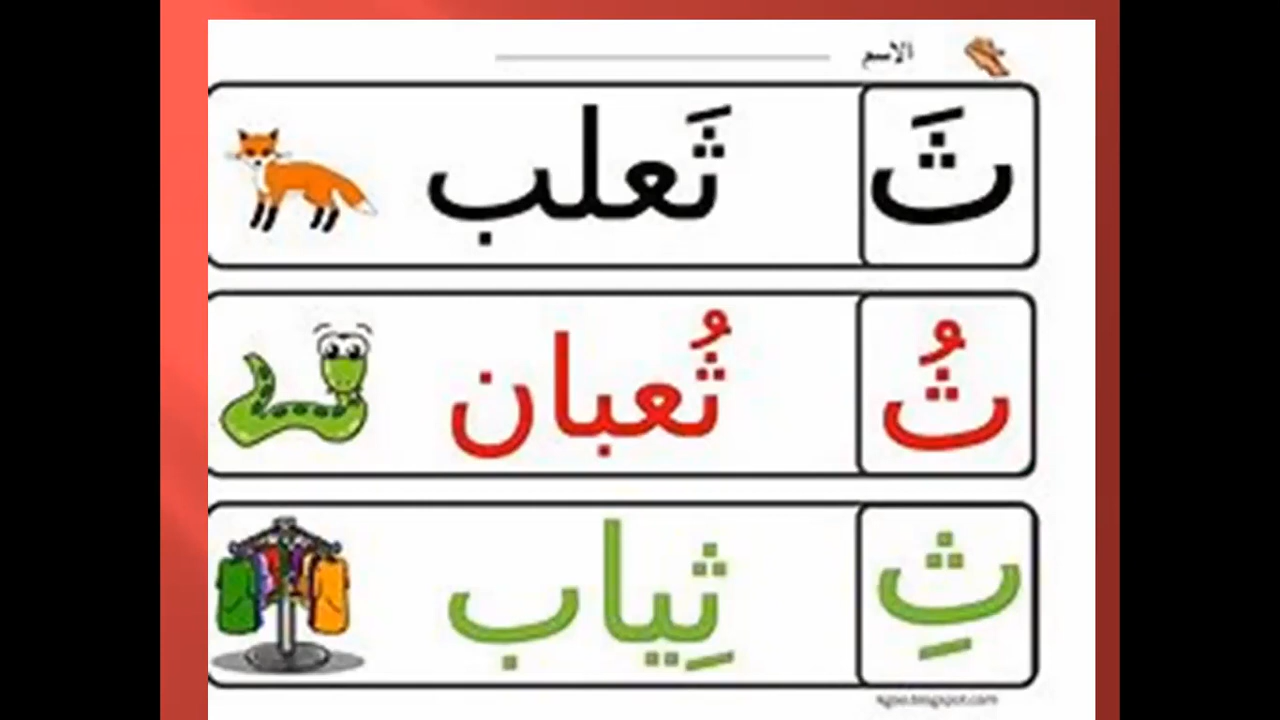 الاسم
ثَ ثَعلب
ثُ ثُعبان
ثِ ثِياب